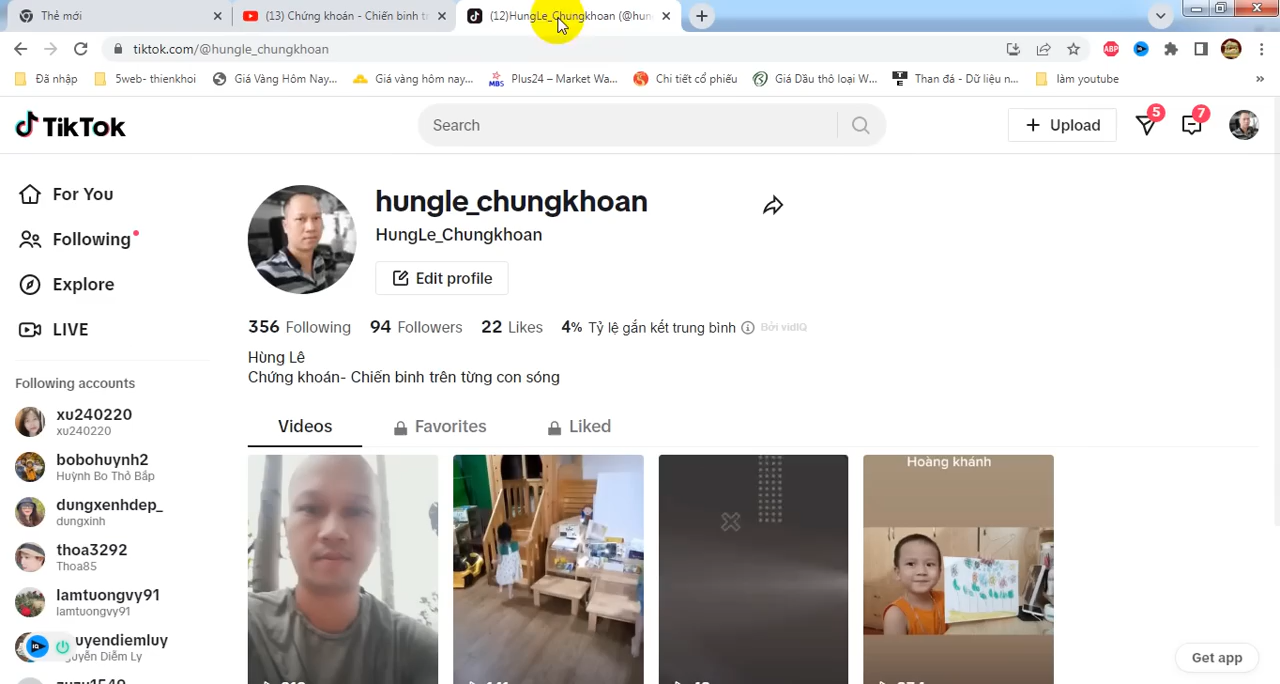 Thẻ mới
(13) Chứng khoán - Chiến binh t
(12)HungLe_Chungkhoan (@hun
tiktok.com/@hungle_chungkhoan
ABP
Đã nhập
5web- thienkhoi
Giá Vàng Hôm Nay...
Giá vàng hôm nay...
MBS
Plus24 – Market Wa...
Chi tiết cổ phiếu
Giá Dầu thô loại W...
Than đá - Dữ liệu n...
làm youtube
»
TikTok
Search
Upload
5
7
For You
Following
Explore
LIVE
Following accounts
xu240220
xu240220
bobohuynh2
Huỳnh Bo Thỏ Bắp
dungxenhdep_
dungxinh
thoa3292
Thoa85
lamtuongvy91
lamtuongvy91
uyendiemluy
guyễn Diễm Ly
hungle_chungkhoan
HungLe_Chungkhoan
Edit profile
356 Following 94 Followers 22 Likes 4% Tỷ lệ gắn kết trung bình Bởi vidIQ
Hùng Lê
Chứng khoán- Chiến binh trên từng con sóng
Videos
Favorites
Liked
Hoàng khánh
Get app